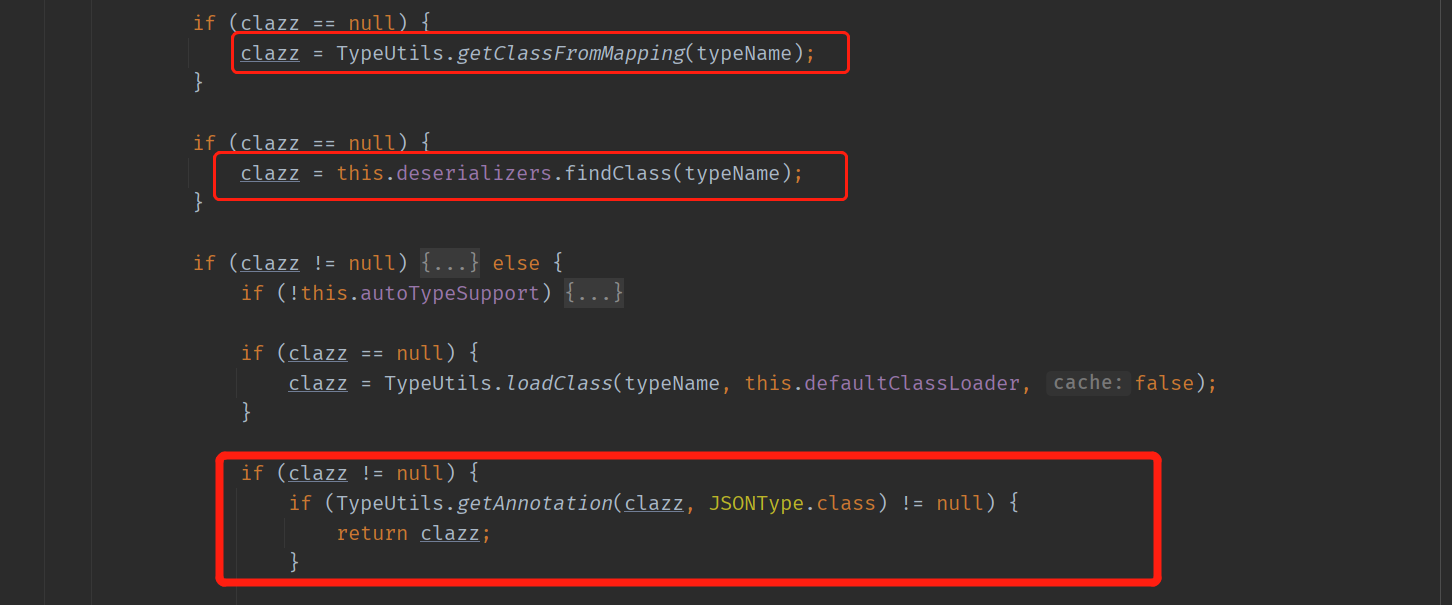 if (clazz == null) {
clazz = TypeUtils.getClassFromMapping(typeName);
}
if (clazz == null) {
clazz = this.deserializers.findClass(typeName);
}
if (clazz != null) {...} else {
if (!this.autoTypeSupport) {...}
if (clazz == null) {
clazz = TypeUtils.loadClass(typeName, this.defaultClassLoader, cache: false);
}
if (clazz != null) {
if (TypeUtils.getAnnotation(clazz, JSONType.class) != null) {
return clazz;
}